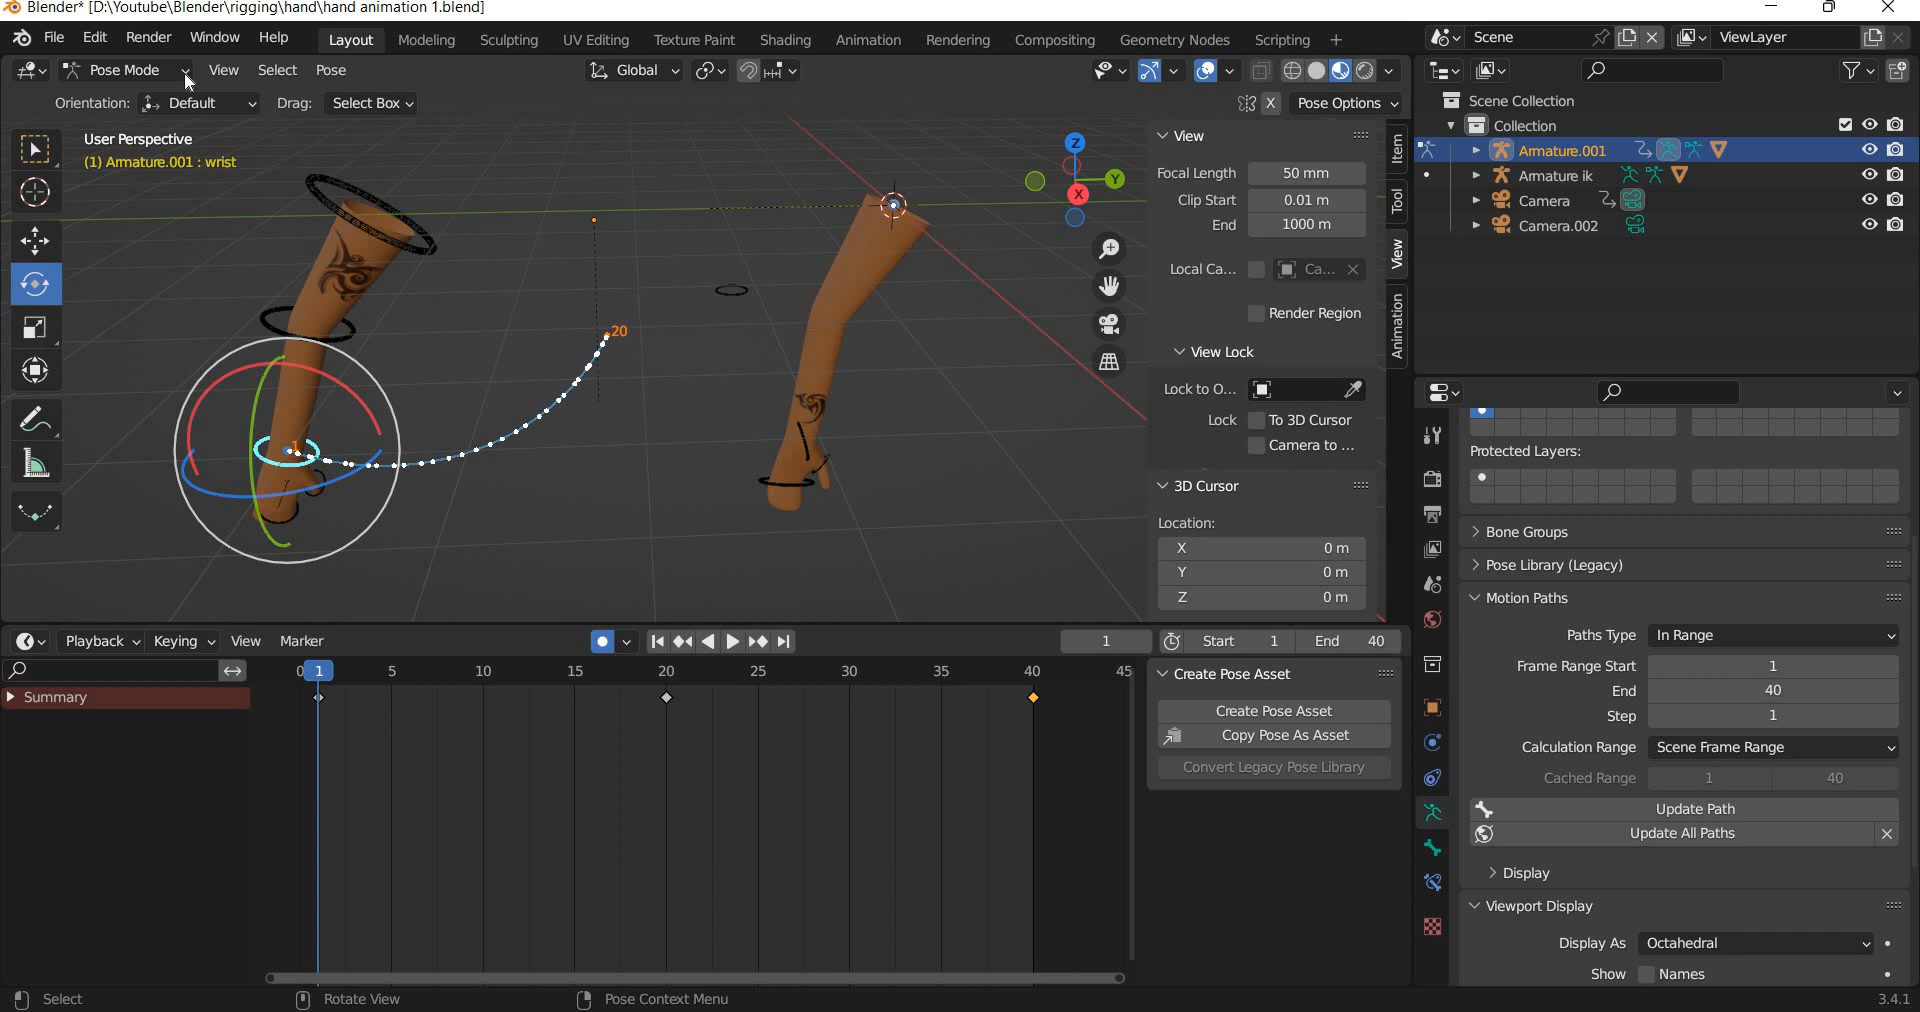 Blender* [D:\Youtube\Blender\rigging\hand\hand animation 1.blend]
File Edit Render Window Help Layout Modeling Sculpting UV Editing Texture Paint Shading Animation Rendering Compositing Geometry Nodes Scripting + Scene ViewLayer
Pose Mode View Select Pose Global
Orientation: Default Drag: Select Box X Pose Options
Scene Collection
Collection
Armature.001
Armature ik
Camera
Camera.002
User Perspective
(1) Armature.001 : wrist
Z
Y
X
20
1
View
Focal Length 50 mm
Clip Start 0.01 m
End 1000 m
Local Ca... Ca...
Render Region
View Lock
Lock to O...
Lock To 3D Cursor
Camera to ...
3D Cursor
Location:
X 0 m
Y 0 m
Z 0 m
Item
Tool
View
Animation
Protected Layers:
Bone Groups
Pose Library (Legacy)
Motion Paths
Paths Type In Range
Frame Range Start 1
End 40
Step 1
Calculation Range Scene Frame Range
Cached Range 1 40
Update Path
Update All Paths
Display
Viewport Display
Display As Octahedral
Show Names
Playback Keying View Marker 1 Start 1 End 40
0 1 5 10 15 20 25 30 35 40 45
Summary
Create Pose Asset
Create Pose Asset
Copy Pose As Asset
Convert Legacy Pose Library
Select Rotate View Pose Context Menu 3.4.1